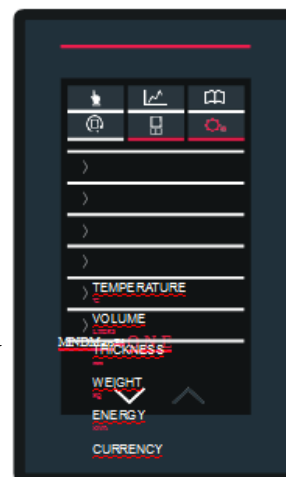 TEMPERATURE
VOLUME
THICKNESS
WEIGHT
ENERGY
CURRENCY